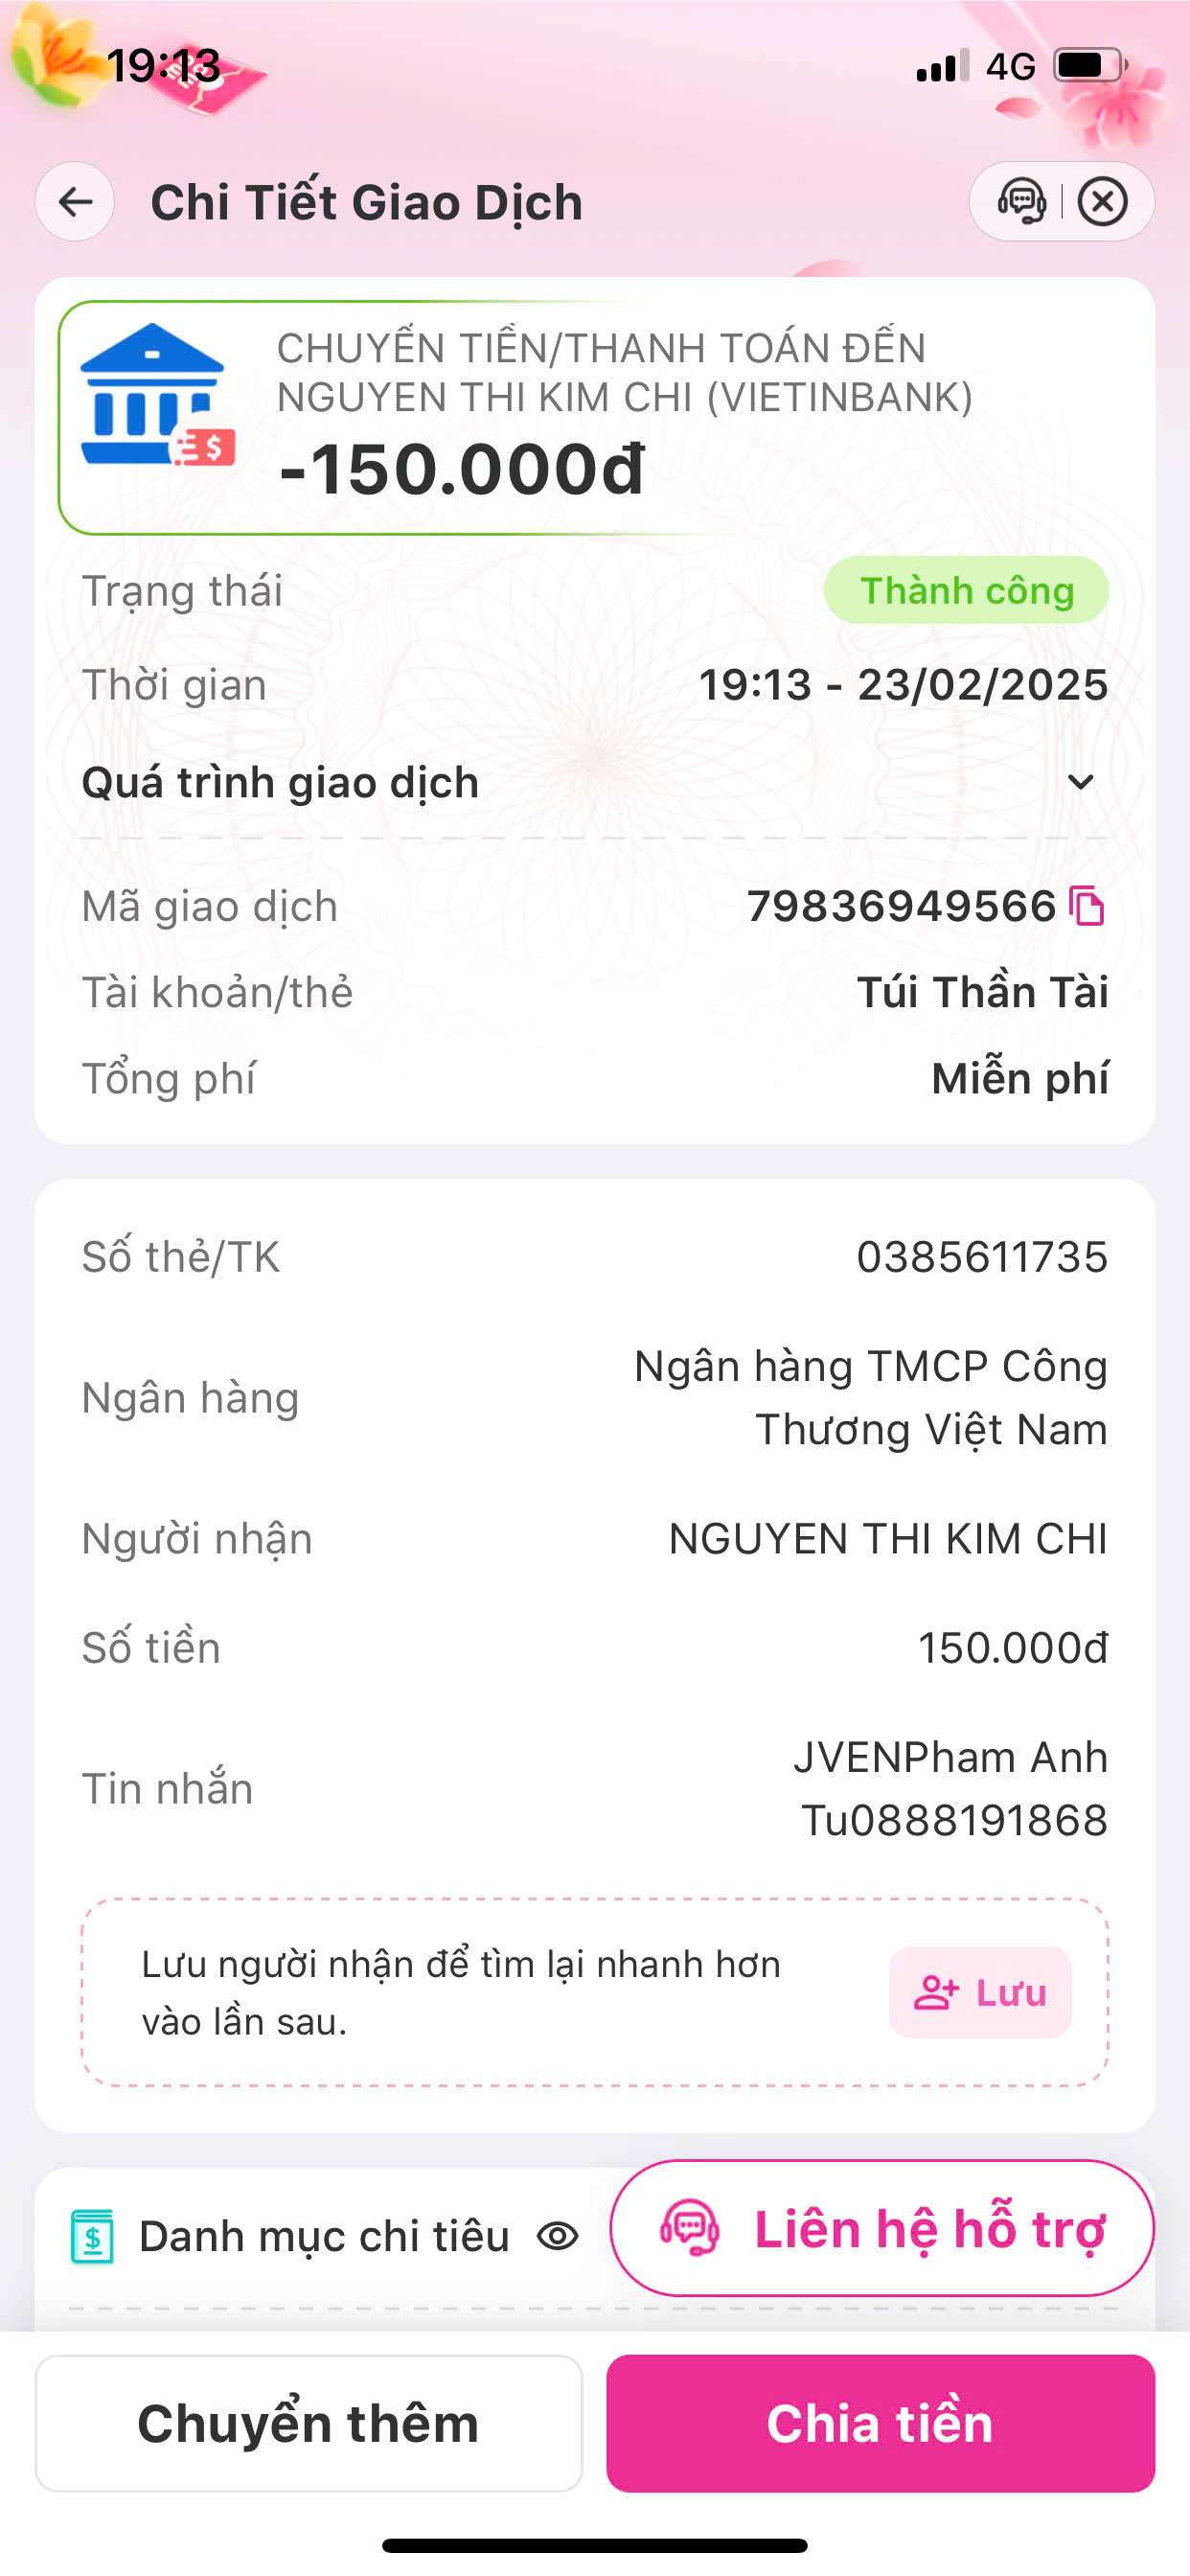 19:13
4G
Chi Tiết Giao Dịch
CHUYỂN TIỀN/THANH TOÁN ĐẾN
NGUYEN THI KIM CHI (VIETINBANK)
-150.000đ
Trạng thái
Thành công
Thời gian
19:13 - 23/02/2025
Quá trình giao dịch
Mã giao dịch
79836949566
Tài khoản/thẻ
Túi Thần Tài
Tổng phí
Miễn phí
Số thẻ/TK
0385611735
Ngân hàng
Ngân hàng TMCP Công
Thương Việt Nam
Người nhận
NGUYEN THI KIM CHI
Số tiền
150.000đ
Tin nhắn
JVENPham Anh
Tu0888191868
Lưu người nhận để tìm lại nhanh hơn
vào lần sau.
Lưu
Danh mục chi tiêu
Liên hệ hỗ trợ
Chuyển thêm
Chia tiền